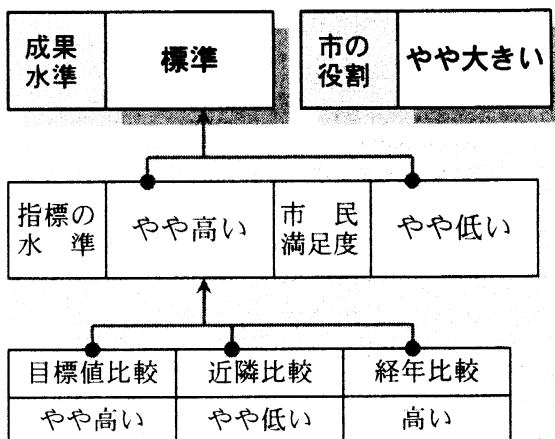 成果
水準
標準
市の
役割
やや大きい
指標の
水準
やや高い
市民
満足度
やや低い
目標値比較
近隣比較
経年比較
やや高い
やや低い
高い